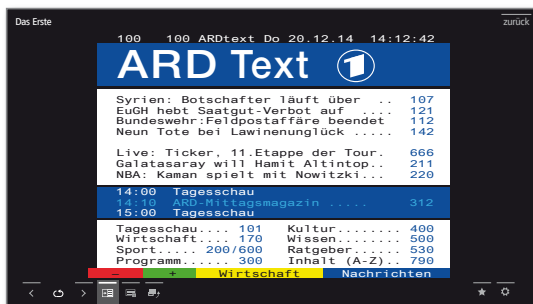 Das Erste
zurück
100 100 ARDtext Do 20.12.14 14:12:42
ARD Text 1
Syrien: Botschafter läuft über .. 107
EuGH hebt Saatgut-Verbot auf .... 121
Bundeswehr:Feldpostaffäre beendet 112
Neun Tote bei Lawinenunglück ..... 142
Live: Ticker, 11.Etappe der Tour. 666
Galatasaray will Hamit Altintop.. 211
NBA: Kaman spielt mit Nowitzki... 220
14:00 Tagesschau
14:10 ARD-Mittagsmagazin ..... 312
15:00 Tagesschau
Tagesschau.... 101 Kultur........ 400
Wirtschaft.... 170 Wissen........ 500
Sport..... 200/600 Ratgeber...... 530
Programm...... 300 Inhalt (A-Z).. 790
– + Wirtschaft Nachrichten